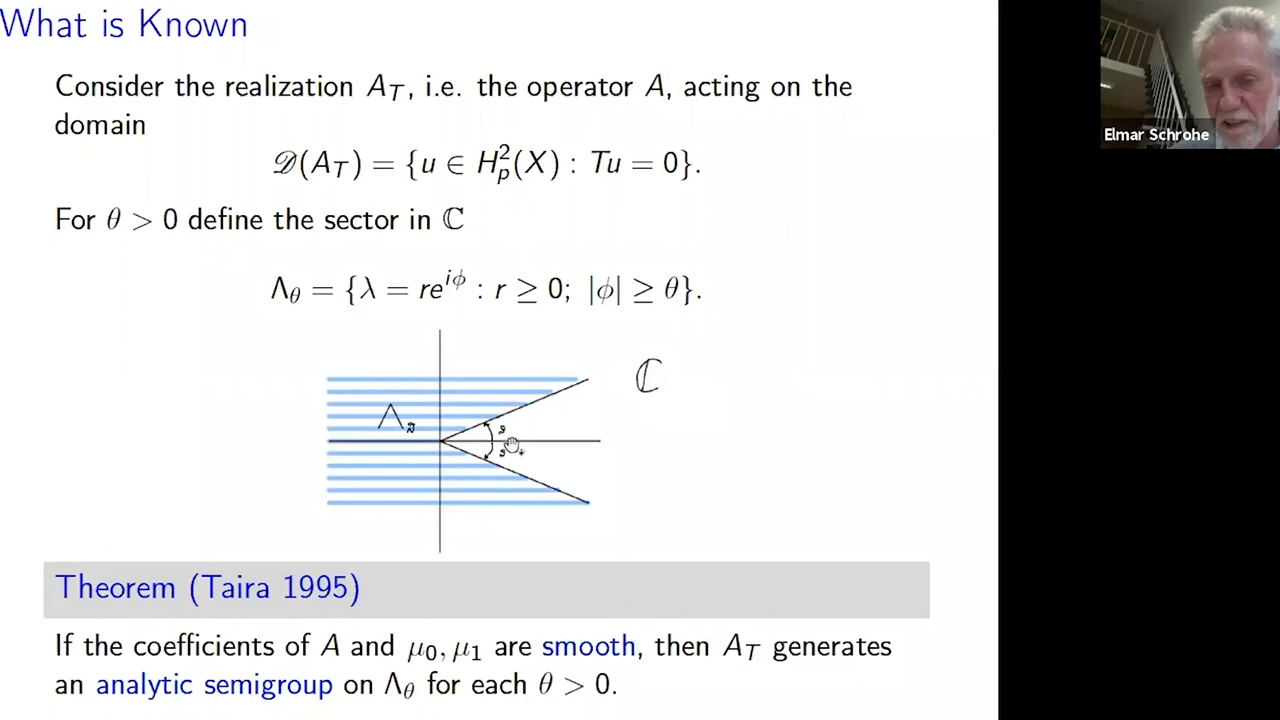 What is Known
Consider the realization A_T, i.e. the operator A, acting on the
domain
𝒟(A_T) = {u ∈ H_p^2(X) : Tu = 0}.
For θ > 0 define the sector in ℂ
Λ_θ = {λ = re^{iϕ} : r ≥ 0; |ϕ| ≥ θ}.
ℂ
Λ_ϑ
ϑ
ϑ
Theorem (Taira 1995)
If the coefficients of A and μ_0, μ_1 are smooth, then A_T generates
an analytic semigroup on Λ_θ for each θ > 0.
Elmar Schrohe